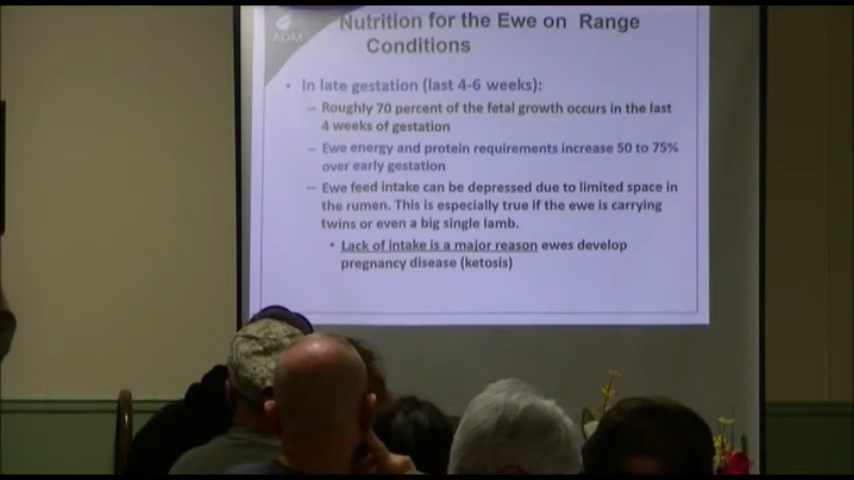 ADM
Nutrition for the Ewe on Range
Conditions
• In late gestation (last 4-6 weeks):
– Roughly 70 percent of the fetal growth occurs in the last
4 weeks of gestation
– Ewe energy and protein requirements increase 50 to 75%
over early gestation
– Ewe feed intake can be depressed due to limited space in
the rumen. This is especially true if the ewe is carrying
twins or even a big single lamb.
• Lack of intake is a major reason ewes develop
pregnancy disease (ketosis)